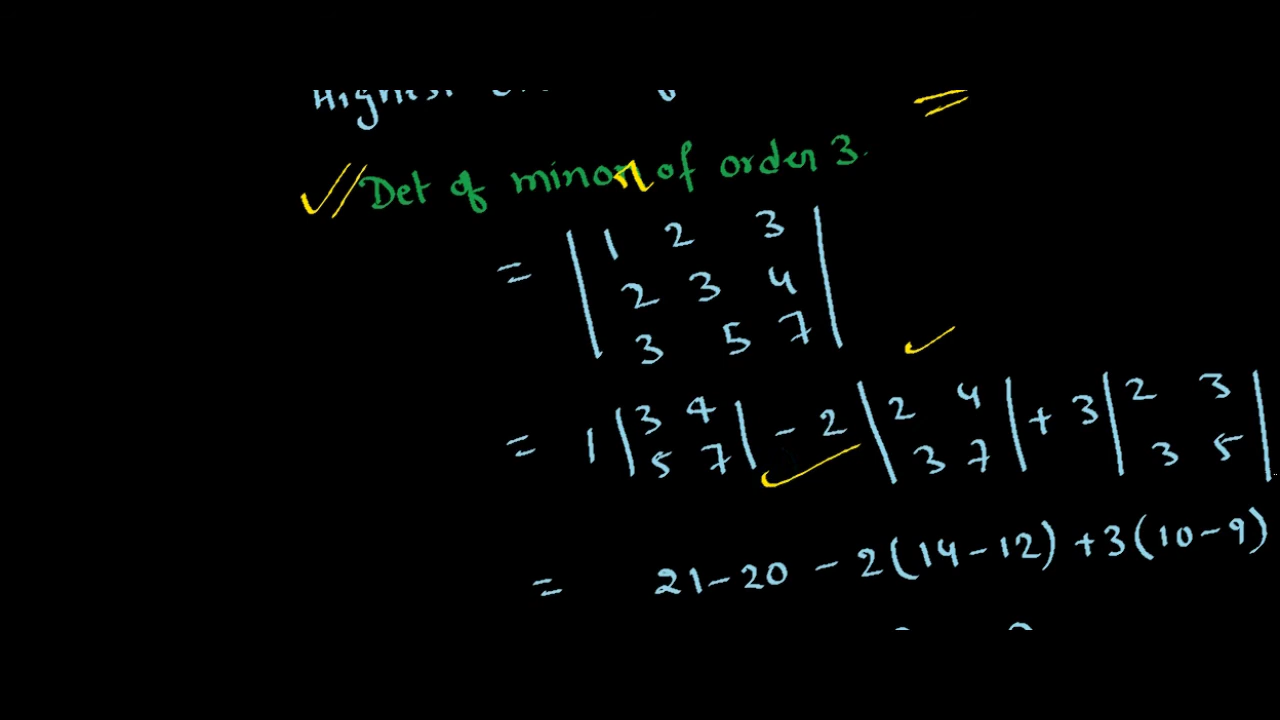 Highest
Det of minor of order 3.
= | 1 2 3 |
2 3 4
3 5 7
= 1 | 3 4 | - 2 | 2 4 | + 3 | 2 3 |
5 7 3 7 3 5
= 21-20 - 2(14-12) +3(10-9)